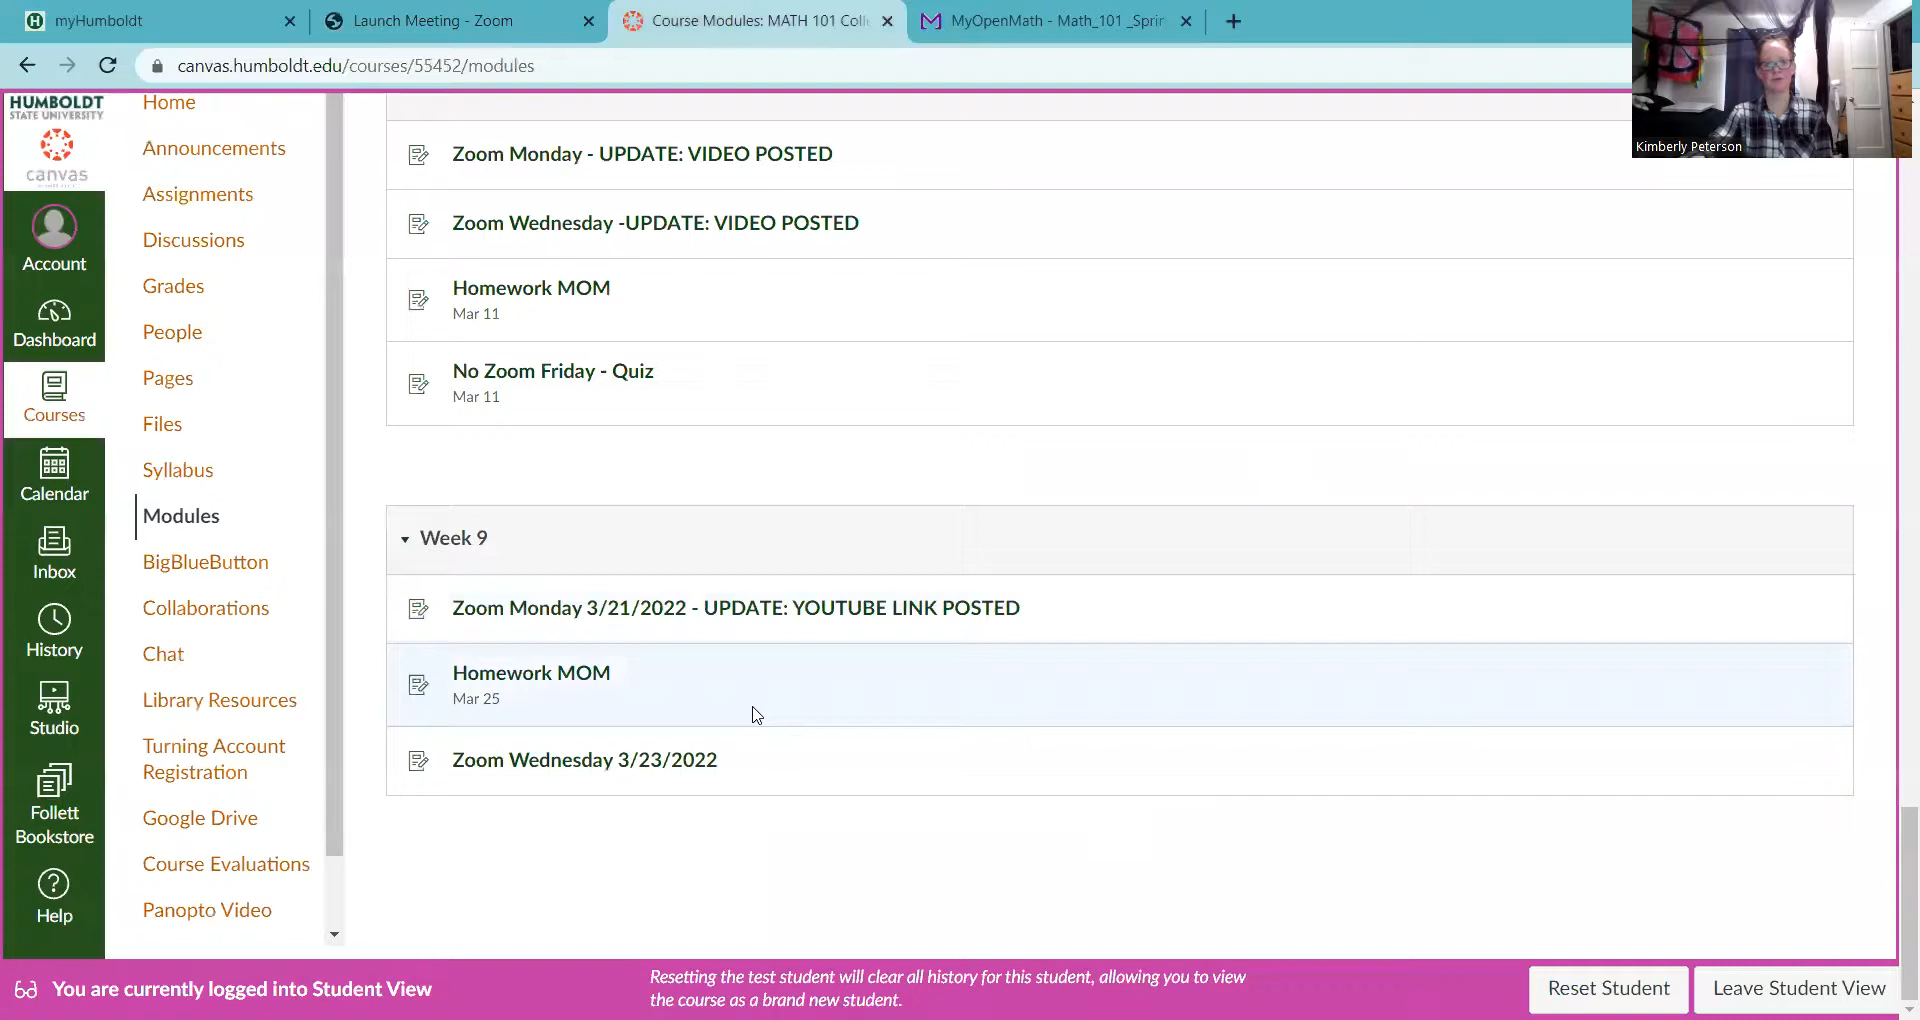 myHumboldt
Launch Meeting - Zoom
Course Modules: MATH 101 Colle
MyOpenMath - Math_101 _Sprin
canvas.humboldt.edu/courses/55452/modules
Kimberly Peterson
HUMBOLDT
STATE UNIVERSITY
canvas
Account
Dashboard
Courses
Calendar
Inbox
History
Studio
Follett
Bookstore
Help
Home
Announcements
Assignments
Discussions
Grades
People
Pages
Files
Syllabus
Modules
BigBlueButton
Collaborations
Chat
Library Resources
Turning Account
Registration
Google Drive
Course Evaluations
Panopto Video
Zoom Monday - UPDATE: VIDEO POSTED
Zoom Wednesday -UPDATE: VIDEO POSTED
Homework MOM
Mar 11
No Zoom Friday - Quiz
Mar 11
Week 9
Zoom Monday 3/21/2022 - UPDATE: YOUTUBE LINK POSTED
Homework MOM
Mar 25
Zoom Wednesday 3/23/2022
You are currently logged into Student View
Resetting the test student will clear all history for this student, allowing you to view
the course as a brand new student.
Reset Student
Leave Student View